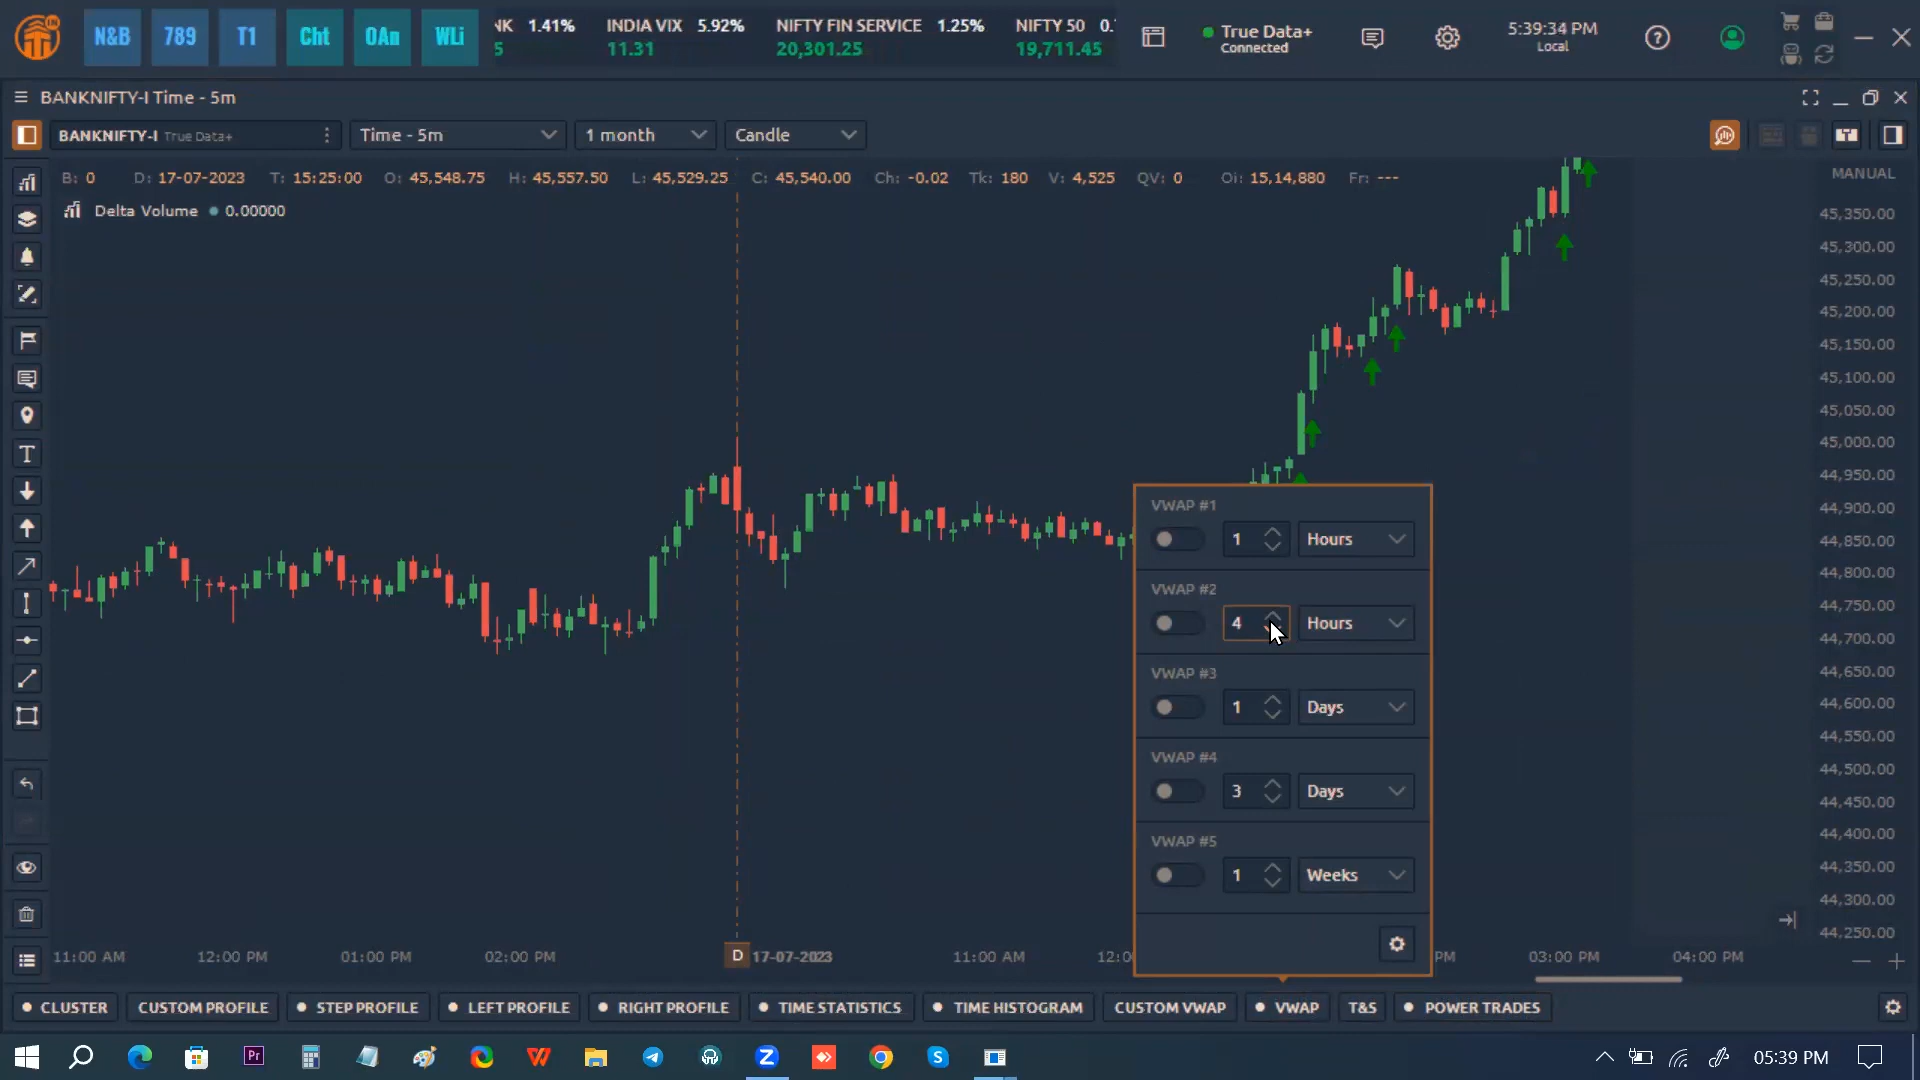 N&B
789
T1
Cht
OAn
WLi
NK 1.41%
5
INDIA VIX 5.92%
11.31
NIFTY FIN SERVICE 1.25%
20,301.25
NIFTY 50 0.
19,711.45
True Data+
Connected
5:39:34 PM
Local
BANKNIFTY-I Time - 5m
BANKNIFTY-I True Data+
Time - 5m
1 month
Candle
B: 0 D: 17-07-2023 T: 15:25:00 O: 45,548.75 H: 45,557.50 L: 45,529.25 C: 45,540.00 Ch: -0.02 Tk: 180 V: 4,525 QV: 0 Oi: 15,14,880 Fr: ---
Delta Volume 0.00000
MANUAL
45,350.00
45,300.00
45,250.00
45,200.00
45,150.00
45,100.00
45,050.00
45,000.00
44,950.00
44,900.00
44,850.00
44,800.00
44,750.00
44,700.00
44,650.00
44,600.00
44,550.00
44,500.00
44,450.00
44,400.00
44,350.00
44,300.00
44,250.00
VWAP #1
1 Hours
VWAP #2
4 Hours
VWAP #3
1 Days
VWAP #4
3 Days
VWAP #5
1 Weeks
11:00 AM 12:00 PM 01:00 PM 02:00 PM D 17-07-2023 11:00 AM 12:0 PM 03:00 PM 04:00 PM
CLUSTER CUSTOM PROFILE STEP PROFILE LEFT PROFILE RIGHT PROFILE TIME STATISTICS TIME HISTOGRAM CUSTOM VWAP VWAP T&S POWER TRADES
Pr
05:39 PM